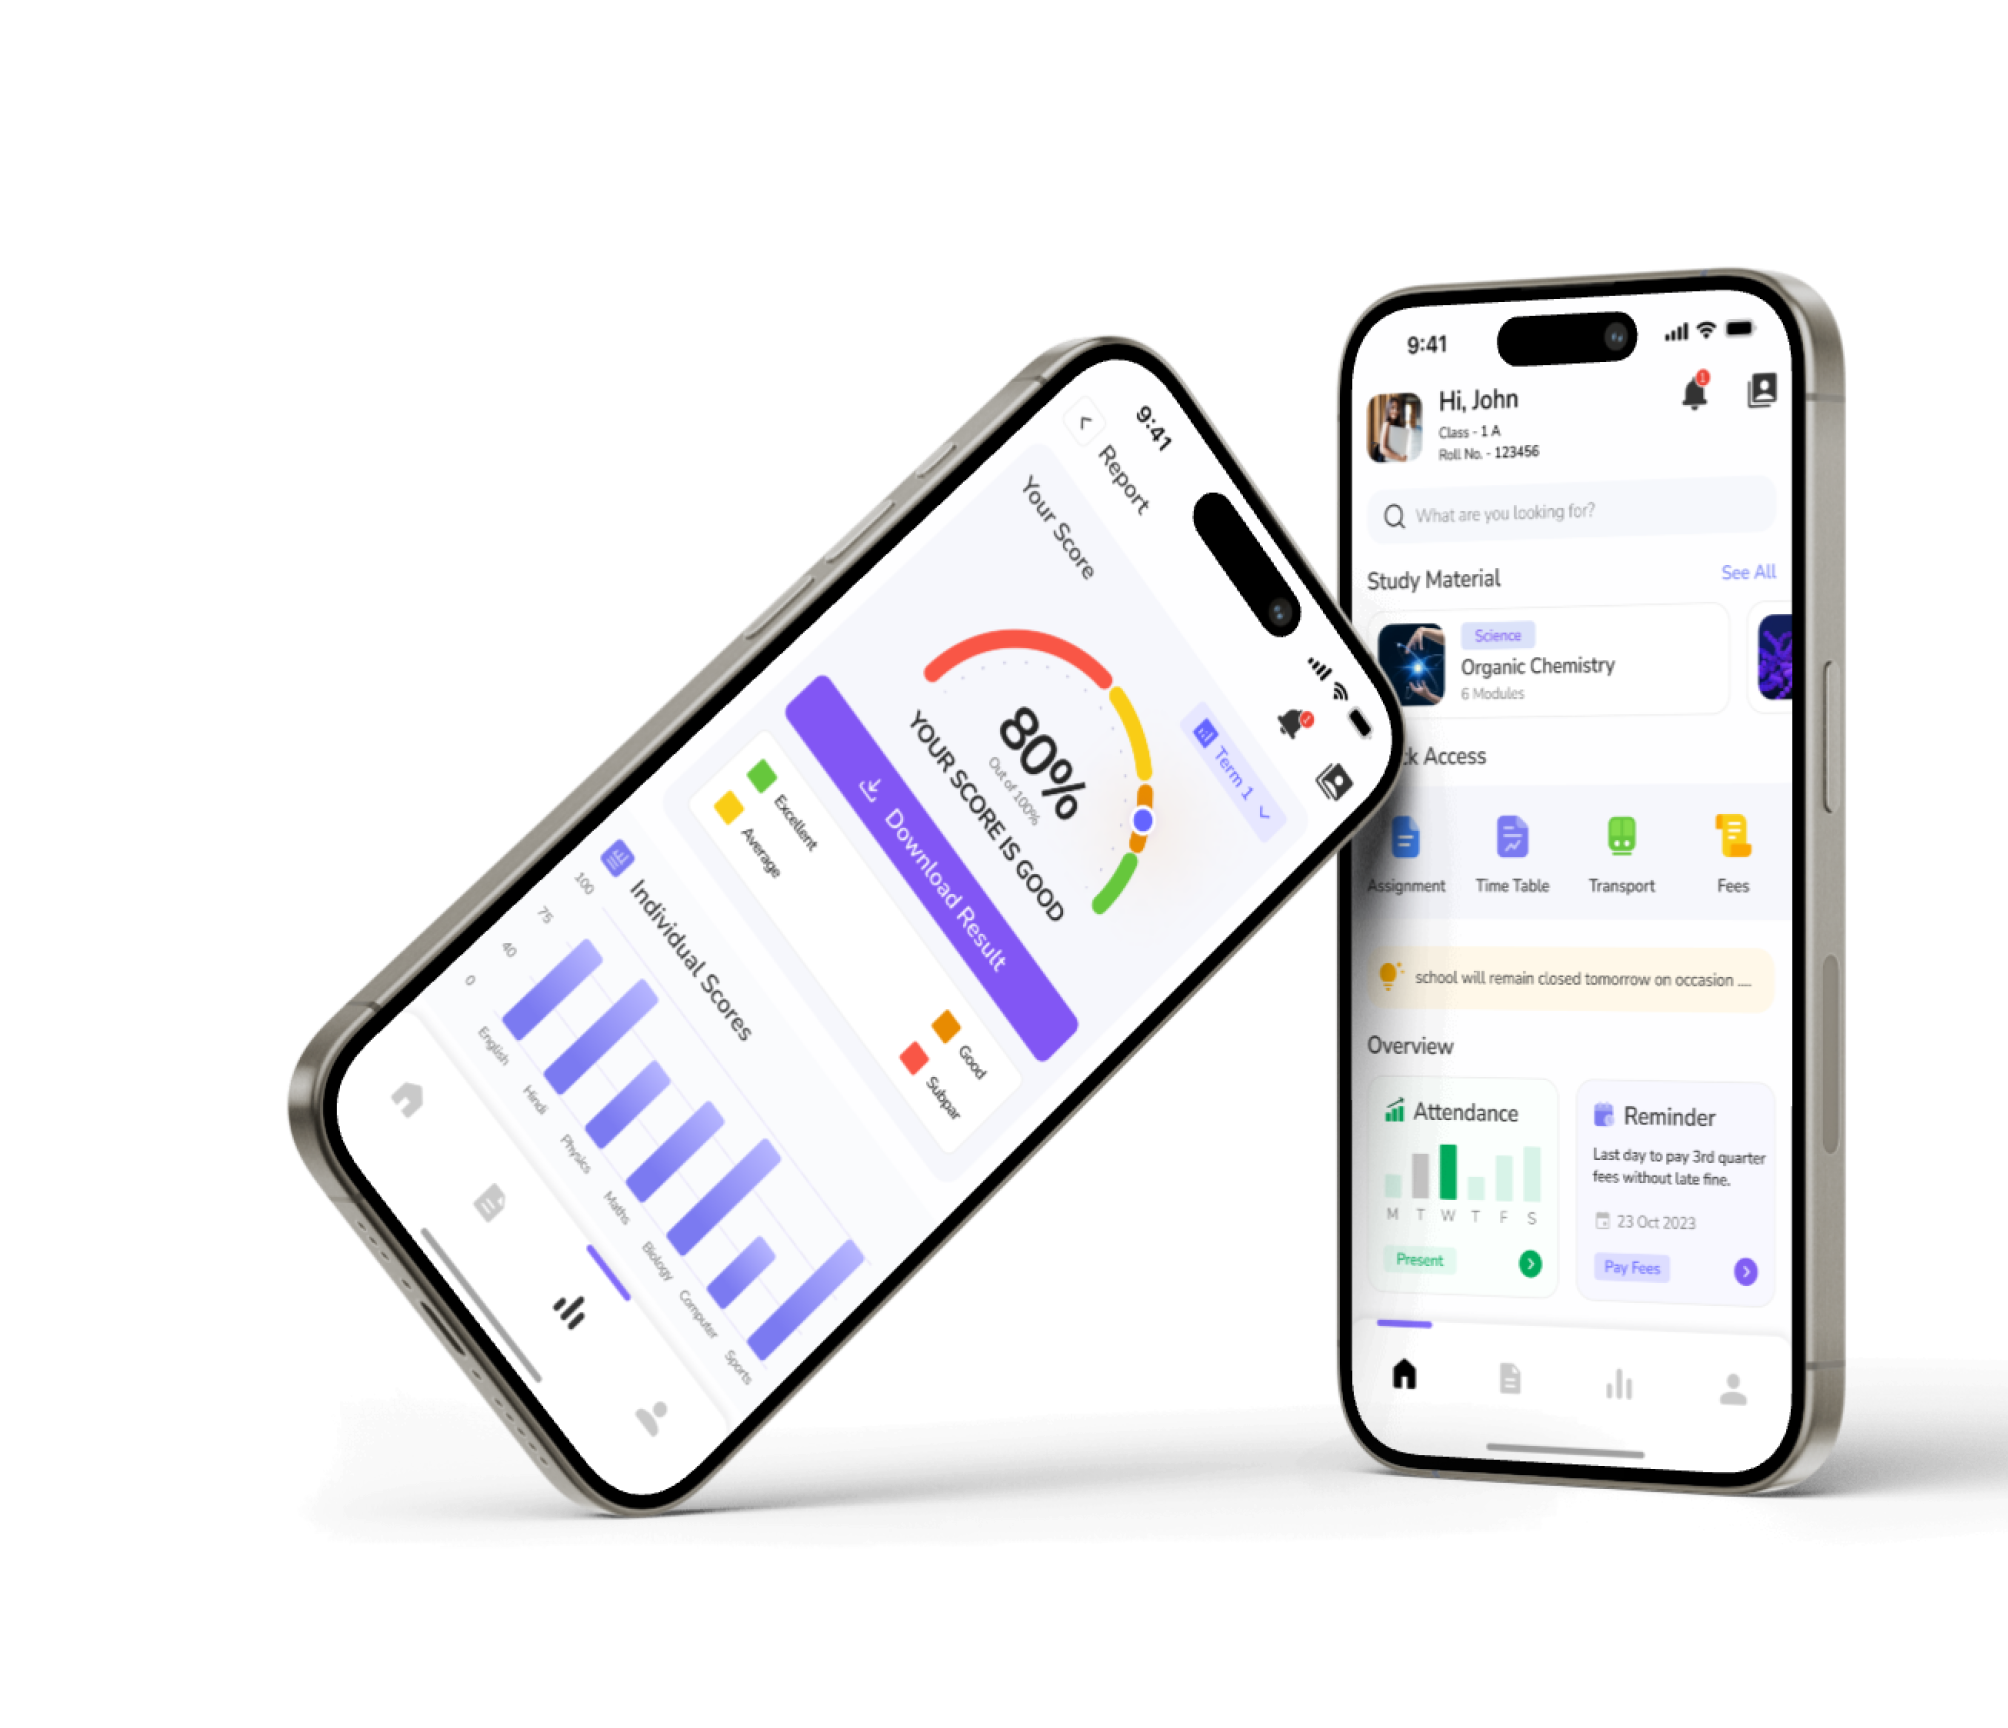 9:41
Report
Your Score
Term 1
80%
Out of 100%
YOUR SCORE IS GOOD
Download Result
Excellent
Good
Average
Subpar
Individual Scores
100
75
40
0
English
Hindi
Physics
Maths
Biology
Computer
Sports
9:41
1
Hi, John
Class - 1 A
Roll No. - 123456
What are you looking for?
Study Material
See All
Science
Organic Chemistry
6 Modules
k Access
Assignment
Time Table
Transport
Fees
school will remain closed tomorrow on occasion ....
Overview
Attendance
M T W T F S
Present
Reminder
Last day to pay 3rd quarter
fees without late fine.
23 Oct 2023
Pay Fees